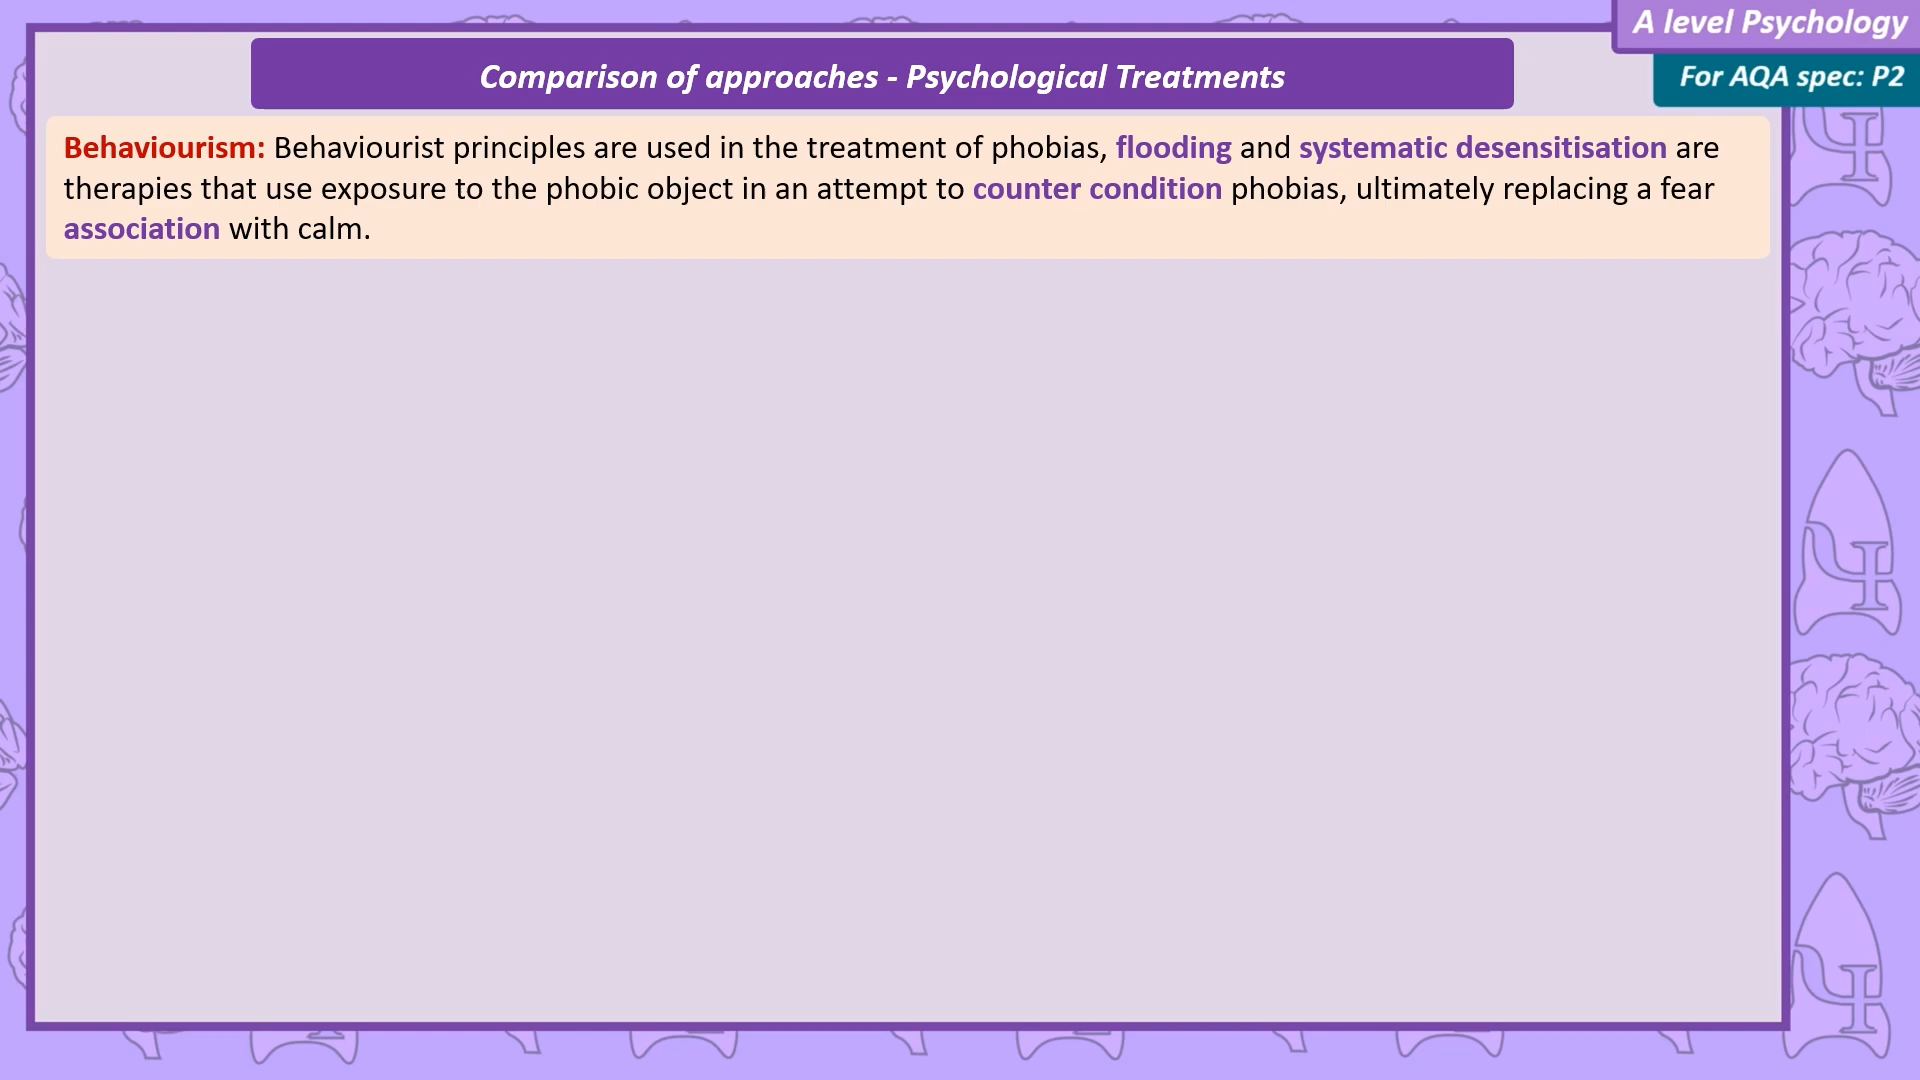 A level Psychology
Comparison of approaches - Psychological Treatments
For AQA spec: P2
Behaviourism: Behaviourist principles are used in the treatment of phobias, flooding and systematic desensitisation are
therapies that use exposure to the phobic object in an attempt to counter condition phobias, ultimately replacing a fear
association with calm.